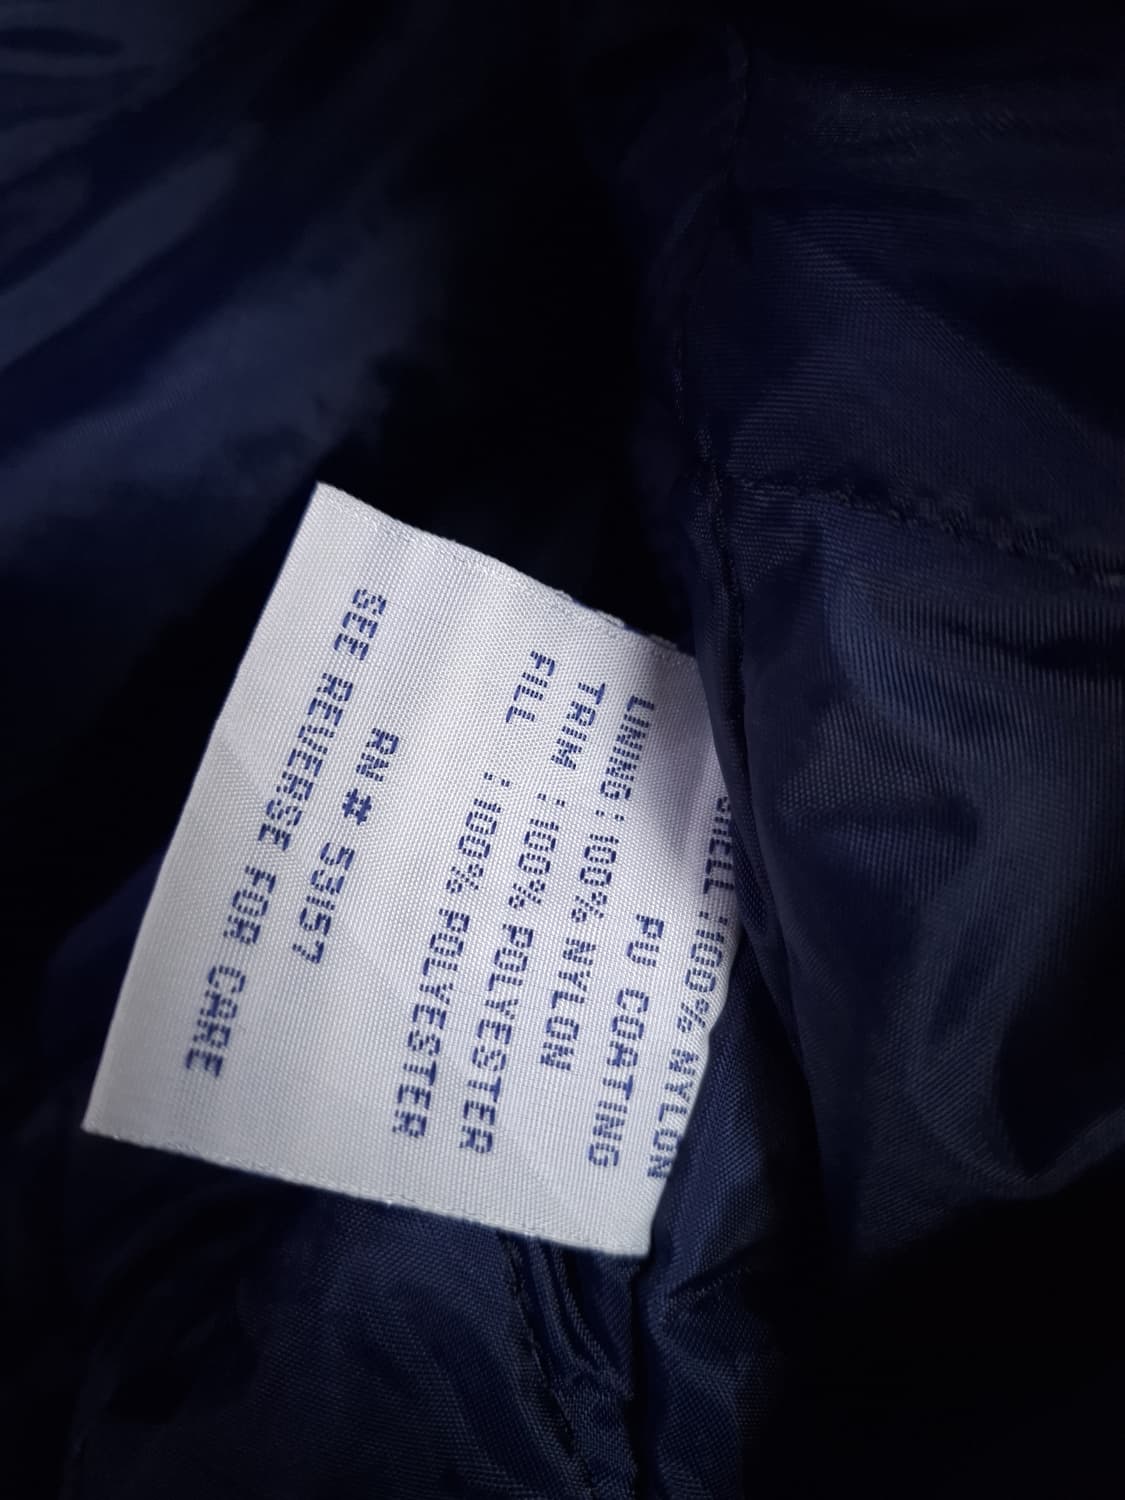 SHELL :100% NYLON
PU COATING
LINING :100% NYLON
TRIM :100% POLYESTER
FILL :100% POLYESTER
RN # 53157
SEE REVERSE FOR CARE